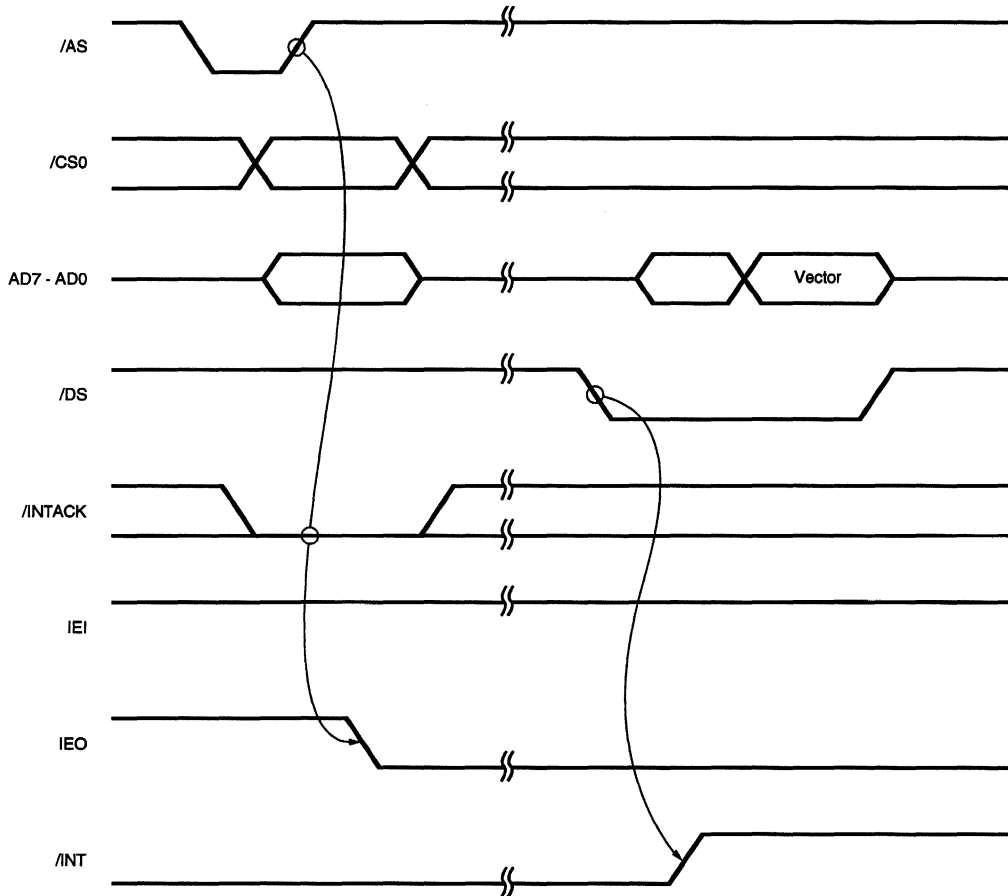 /AS
/CS0
AD7 - AD0
Vector
/DS
/INTACK
IEI
IEO
/INT